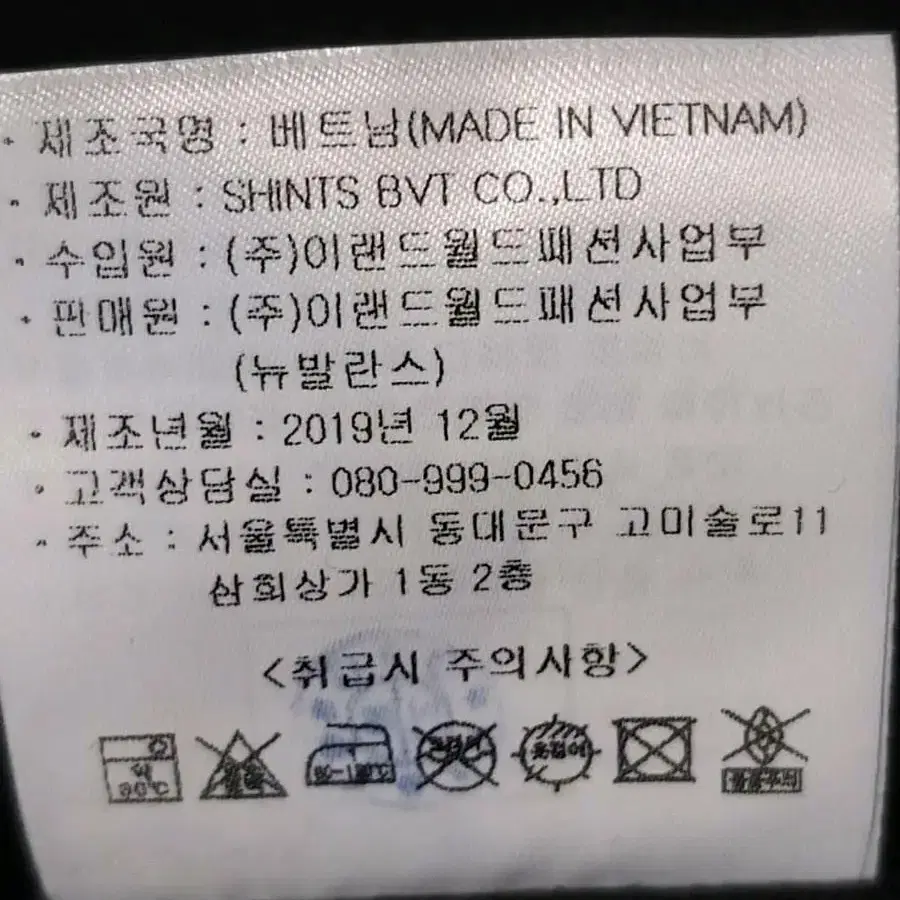 · 제조국명 : 베트남(MADE IN VIETNAM)
· 제조원 : SHINTS BVT CO.,LTD
· 수입원 : (주)이랜드월드패션사업부
· 판매원 : (주)이랜드월드패션사업부
(뉴발란스)
· 제조년월 : 2019년 12월
· 고객상담실 : 080-999-0456
· 주소 : 서울특별시 동대문구 고미술로11
삼희상가 1동 2층
<취급시 주의사항>
옷걸이